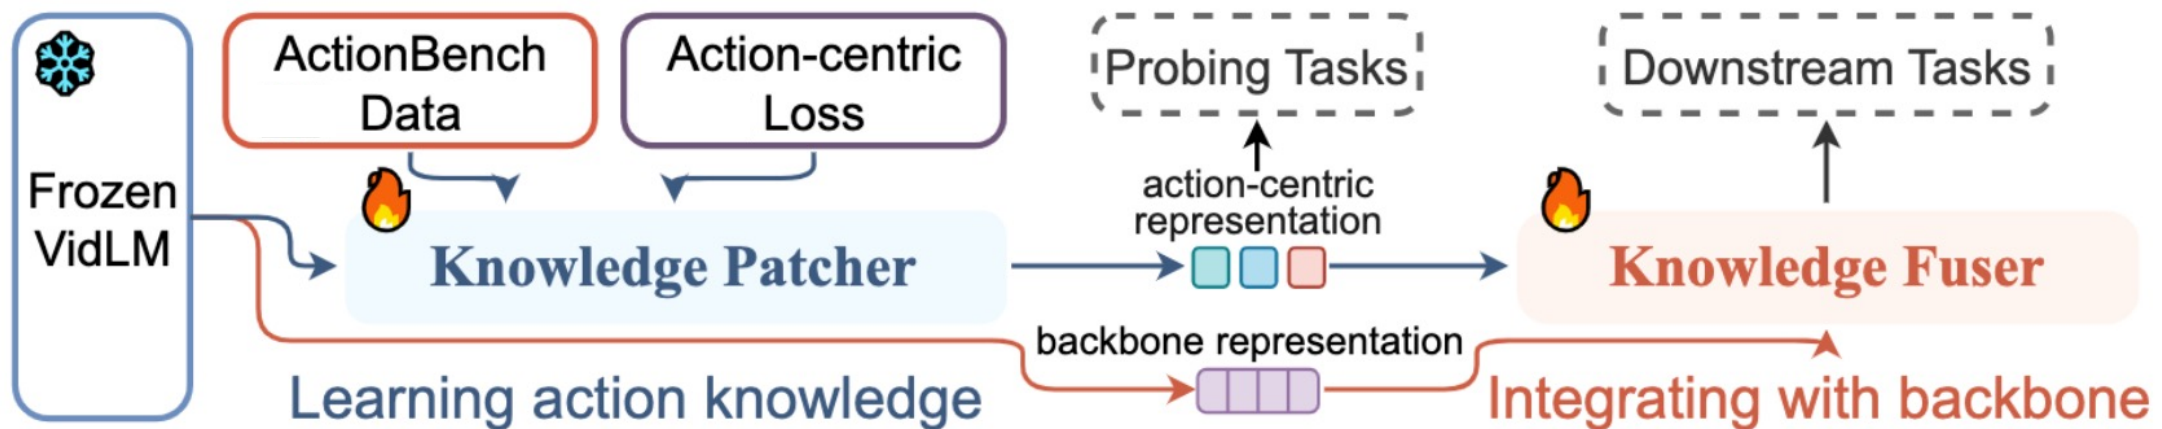 Frozen
VidLM
ActionBench
Data
Action-centric
Loss
Knowledge Patcher
Learning action knowledge
Probing Tasks
action-centric
representation
backbone representation
Downstream Tasks
Knowledge Fuser
Integrating with backbone